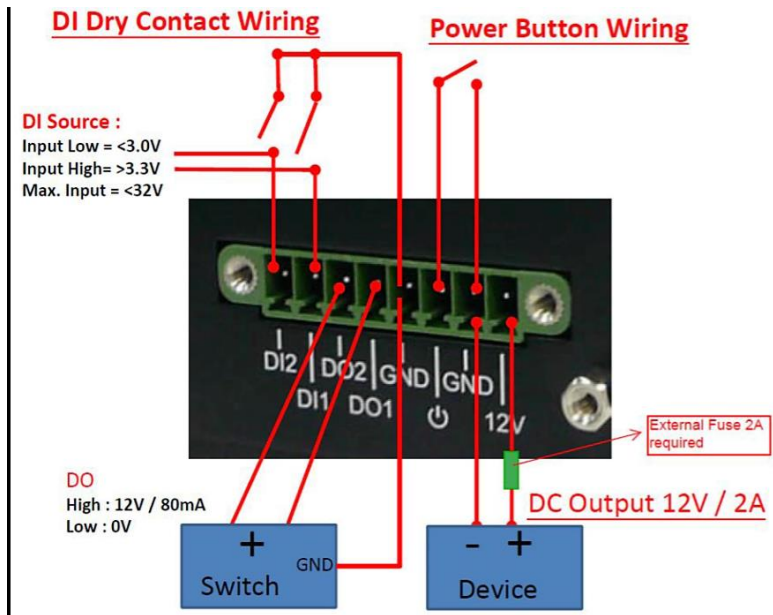 DI Dry Contact Wiring
Power Button Wiring
DI Source :
Input Low = <3.0V
Input High= >3.3V
Max. Input = <32V
DI2
DI1
DO2
DO1
GND
GND
12V
External Fuse 2A
required
DO
High : 12V / 80mA
Low : 0V
DC Output 12V / 2A
+
GND
Switch
- +
Device